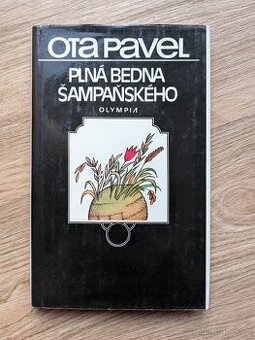 OTA PAVEL
PLNÁ BEDNA
ŠAMPAŇSKÉHO
OLYMPIA